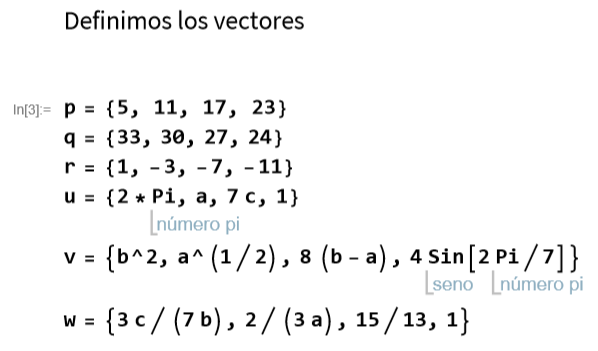 Definimos los vectores
In[3]:= p = {5, 11, 17, 23}
q = {33, 30, 27, 24}
r = {1, -3, -7, -11}
u = {2 * Pi, a, 7 c, 1}
número pi
v = {b^2, a^ (1 / 2), 8 (b - a), 4 Sin[2 Pi / 7]}
seno número pi
w = {3 c / (7 b), 2 / (3 a), 15 / 13, 1}